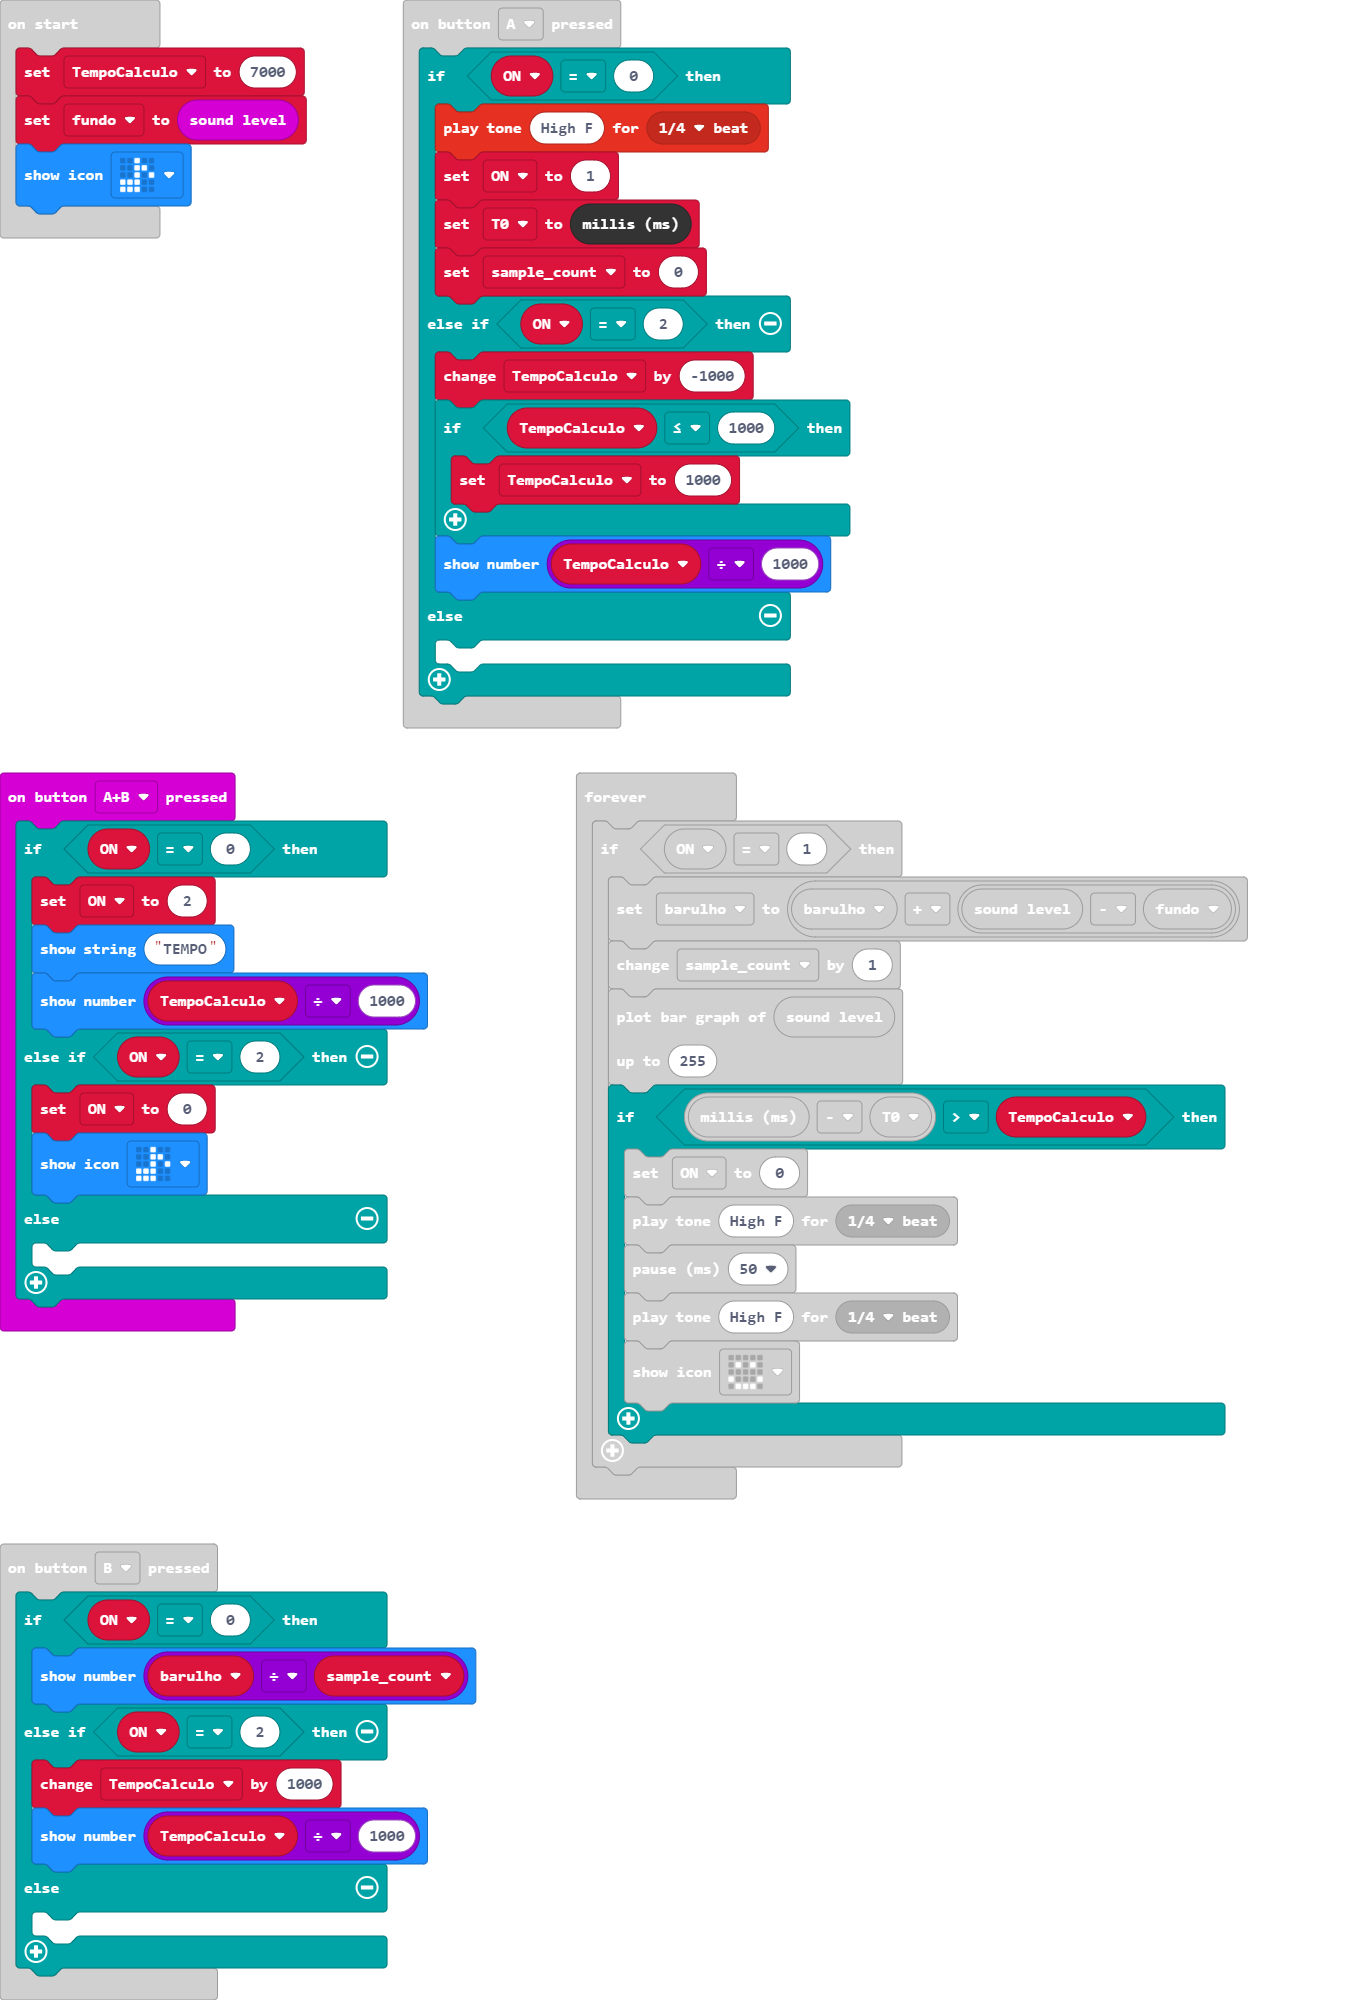 on start
set TempoCalculo to 7000
set fundo to sound level
show icon
on button A pressed
if ON = 0 then
play tone High F for 1/4 beat
set ON to 1
set T0 to millis (ms)
set sample_count to 0
else if ON = 2 then
change TempoCalculo by -1000
if TempoCalculo ≤ 1000 then
set TempoCalculo to 1000
show number TempoCalculo ÷ 1000
else
on button A+B pressed
if ON = 0 then
set ON to 2
show string "TEMPO"
show number TempoCalculo ÷ 1000
else if ON = 2 then
set ON to 0
show icon
else
forever
if ON = 1 then
set barulho to barulho + sound level - fundo
change sample_count by 1
plot bar graph of sound level
up to 255
if millis (ms) - T0 > TempoCalculo then
set ON to 0
play tone High F for 1/4 beat
pause (ms) 50
play tone High F for 1/4 beat
show icon
on button B pressed
if ON = 0 then
show number barulho ÷ sample_count
else if ON = 2 then
change TempoCalculo by 1000
show number TempoCalculo ÷ 1000
else